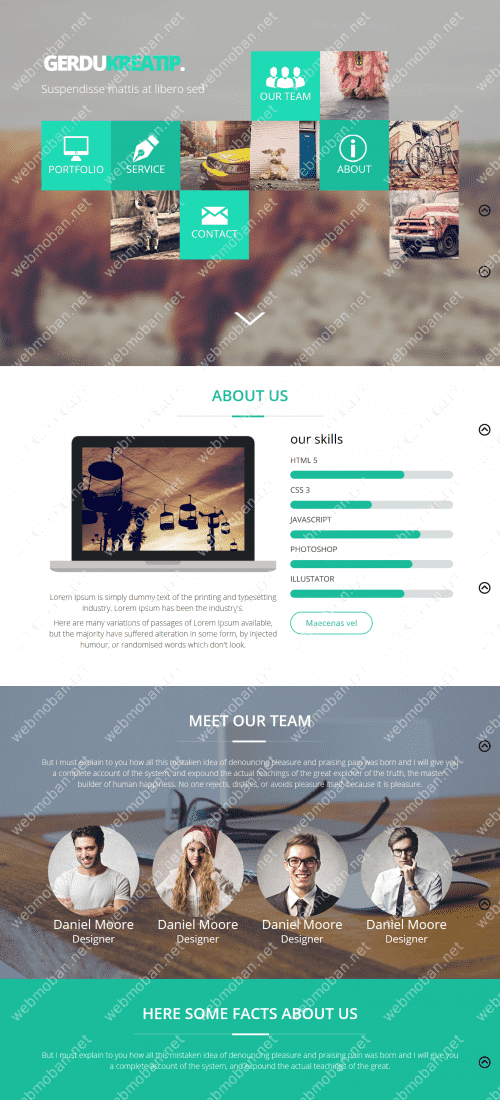 GERDUKREATIP.
Suspendisse mattis at libero sed
OUR TEAM
PORTFOLIO
SERVICE
ABOUT
CONTACT
ABOUT US
our skills
HTML 5
CSS 3
JAVASCRIPT
PHOTOSHOP
ILLUSTATOR
Maecenas vel
Lorem Ipsum is simply dummy text of the printing and typesetting
industry. Lorem Ipsum has been the industry's.
Here are many variations of passages of Lorem Ipsum available,
but the majority have suffered alteration in some form, by injected
humour, or randomised words which don't look.
MEET OUR TEAM
But I must explain to you how all this mistaken idea of denouncing pleasure and praising pain was born and I will give you
a complete account of the system, and expound the actual teachings of the great explorer of the truth, the master-
builder of human happiness. No one rejects, dislikes, or avoids pleasure itself, because it is pleasure.
Daniel Moore
Designer
Daniel Moore
Designer
Daniel Moore
Designer
Daniel Moore
Designer
HERE SOME FACTS ABOUT US
But I must explain to you how all this mistaken idea of denouncing pleasure and praising pain was born and I will give you
a complete account of the system, and expound the actual teachings of the great.
webmoban.net